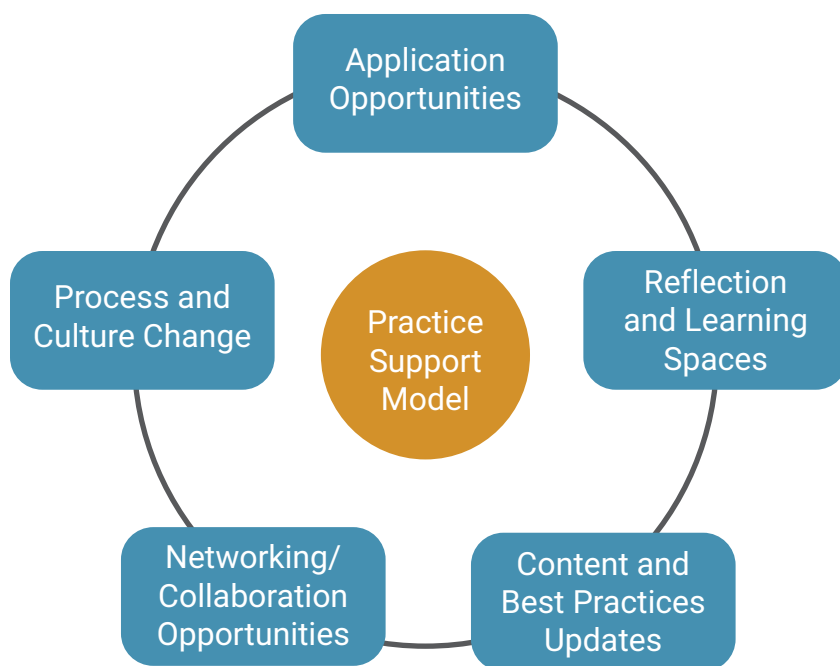 Application
Opportunities
Reflection
and Learning
Spaces
Content and
Best Practices
Updates
Networking/
Collaboration
Opportunities
Process and
Culture Change
Practice
Support
Model